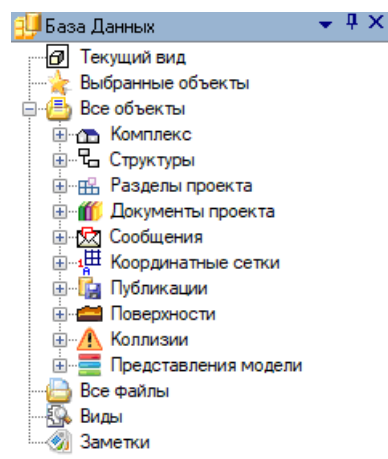 База Данных
Текущий вид
Выбранные объекты
Все объекты
Комплекс
Структуры
Разделы проекта
Документы проекта
Сообщения
Координатные сетки
Публикации
Поверхности
Коллизии
Представления модели
Все файлы
Виды
Заметки